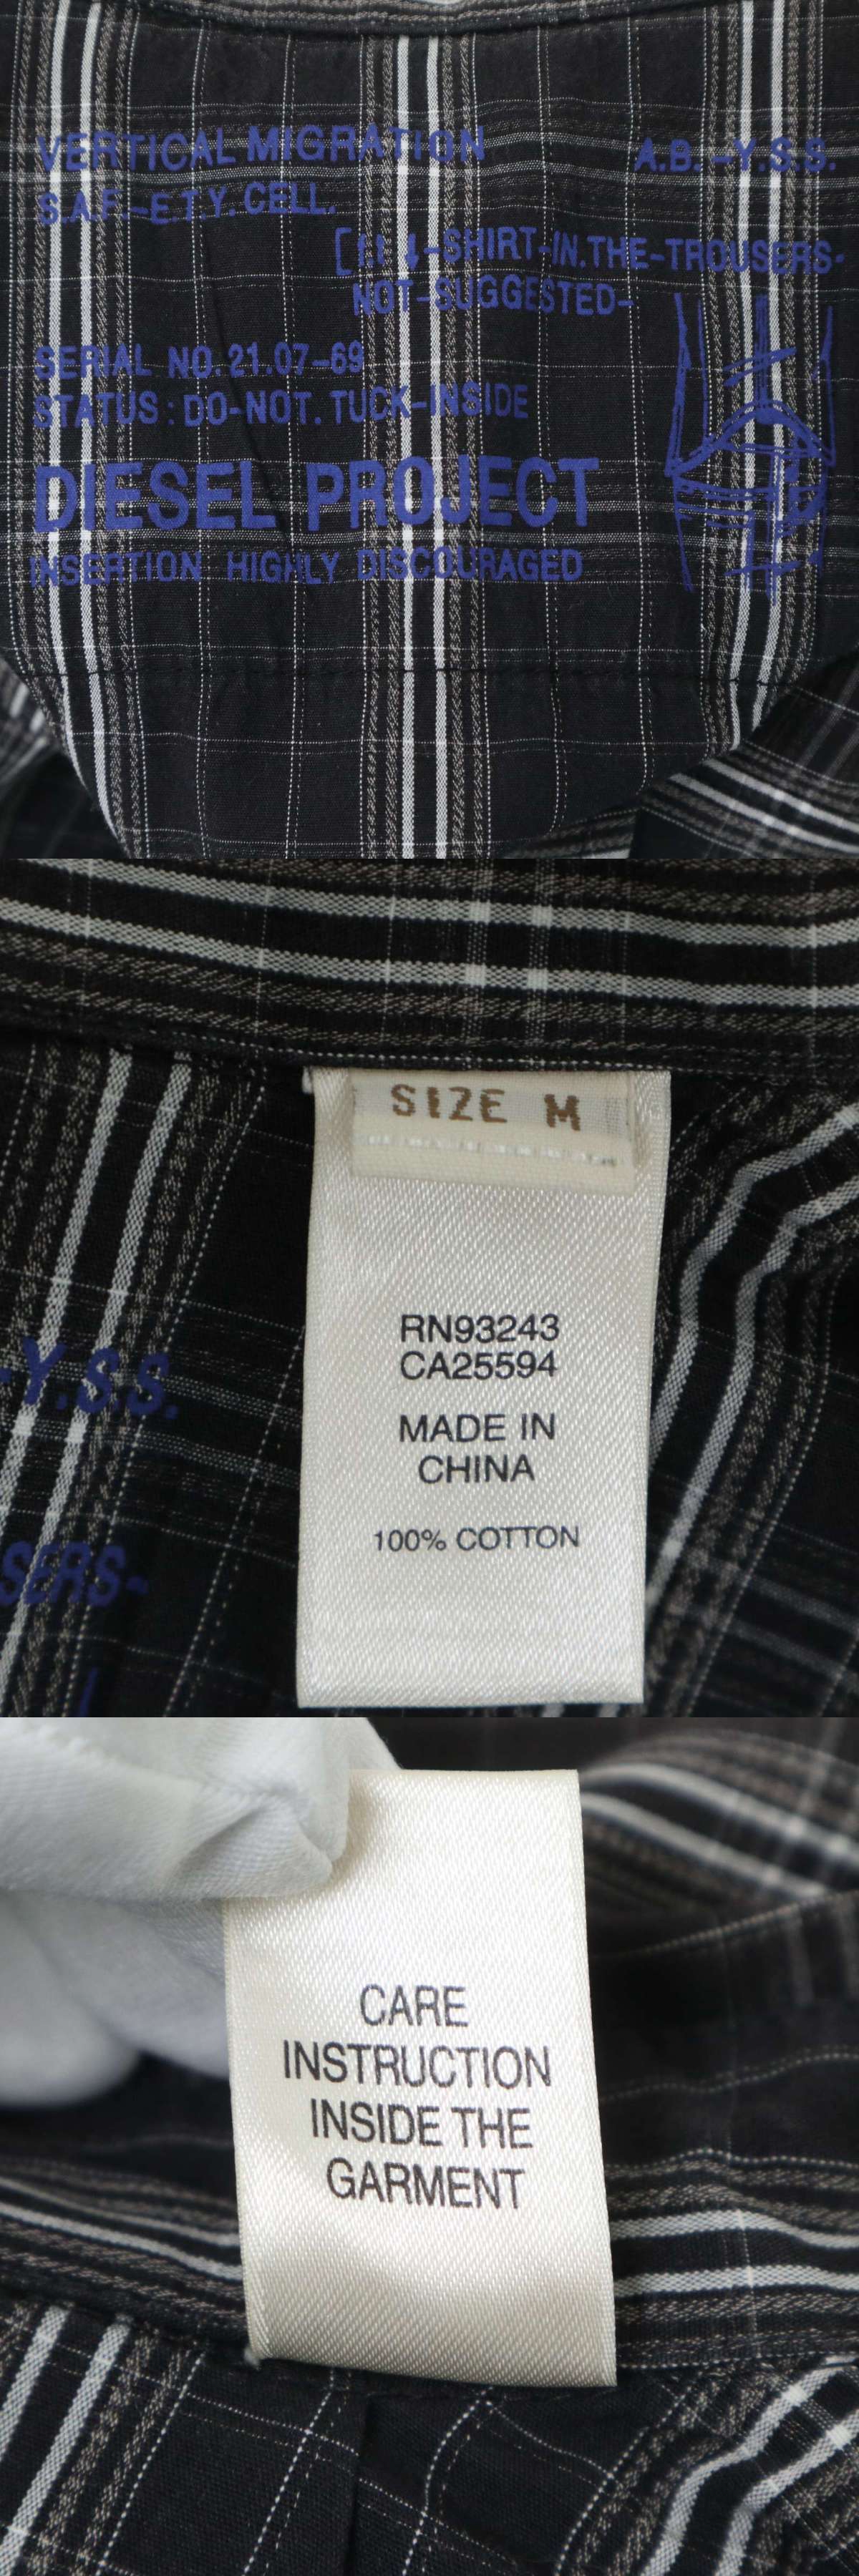 VERTICAL MIGRATION
A.B.-Y.S.S.
S.A.F.-E.T.Y. CELL.
[!.! ↓-SHIRT-IN.THE-TROUSERS-
NOT-SUGGESTED-
SERIAL NO.21.07-69
STATUS: DO-NOT. TUCK-INSIDE
DIESEL PROJECT
INSERTION HIGHLY DISCOURAGED
SIZE M
RN93243
CA25594
MADE IN
CHINA
100% COTTON
-Y.S.S.
SERS-
CARE
INSTRUCTION
INSIDE THE
GARMENT